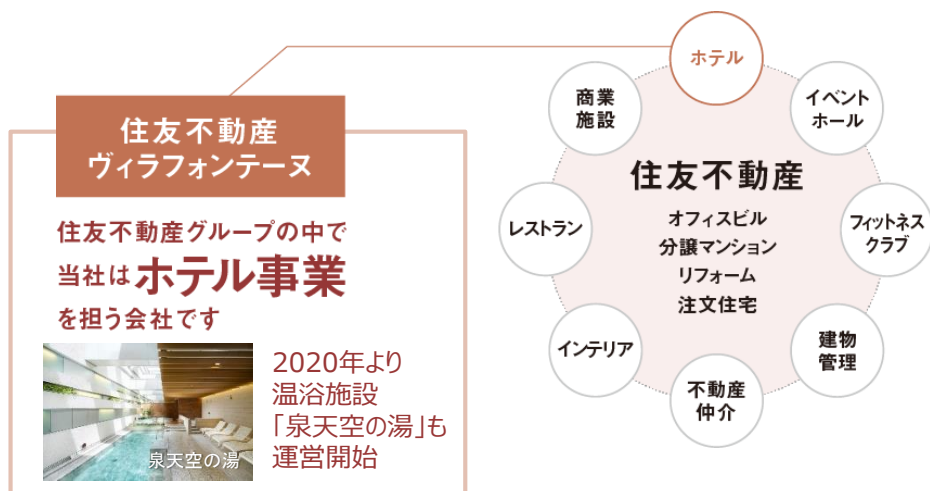 住友不動産
ヴィラフォンテーヌ
住友不動産グループの中で
当社はホテル事業
を担う会社です
泉天空の湯
2020年より
温浴施設
「泉天空の湯」も
運営開始
ホテル
イベント
ホール
フィットネス
クラブ
建物
管理
不動産
仲介
インテリア
レストラン
商業
施設
住友不動産
オフィスビル
分譲マンション
リフォーム
注文住宅